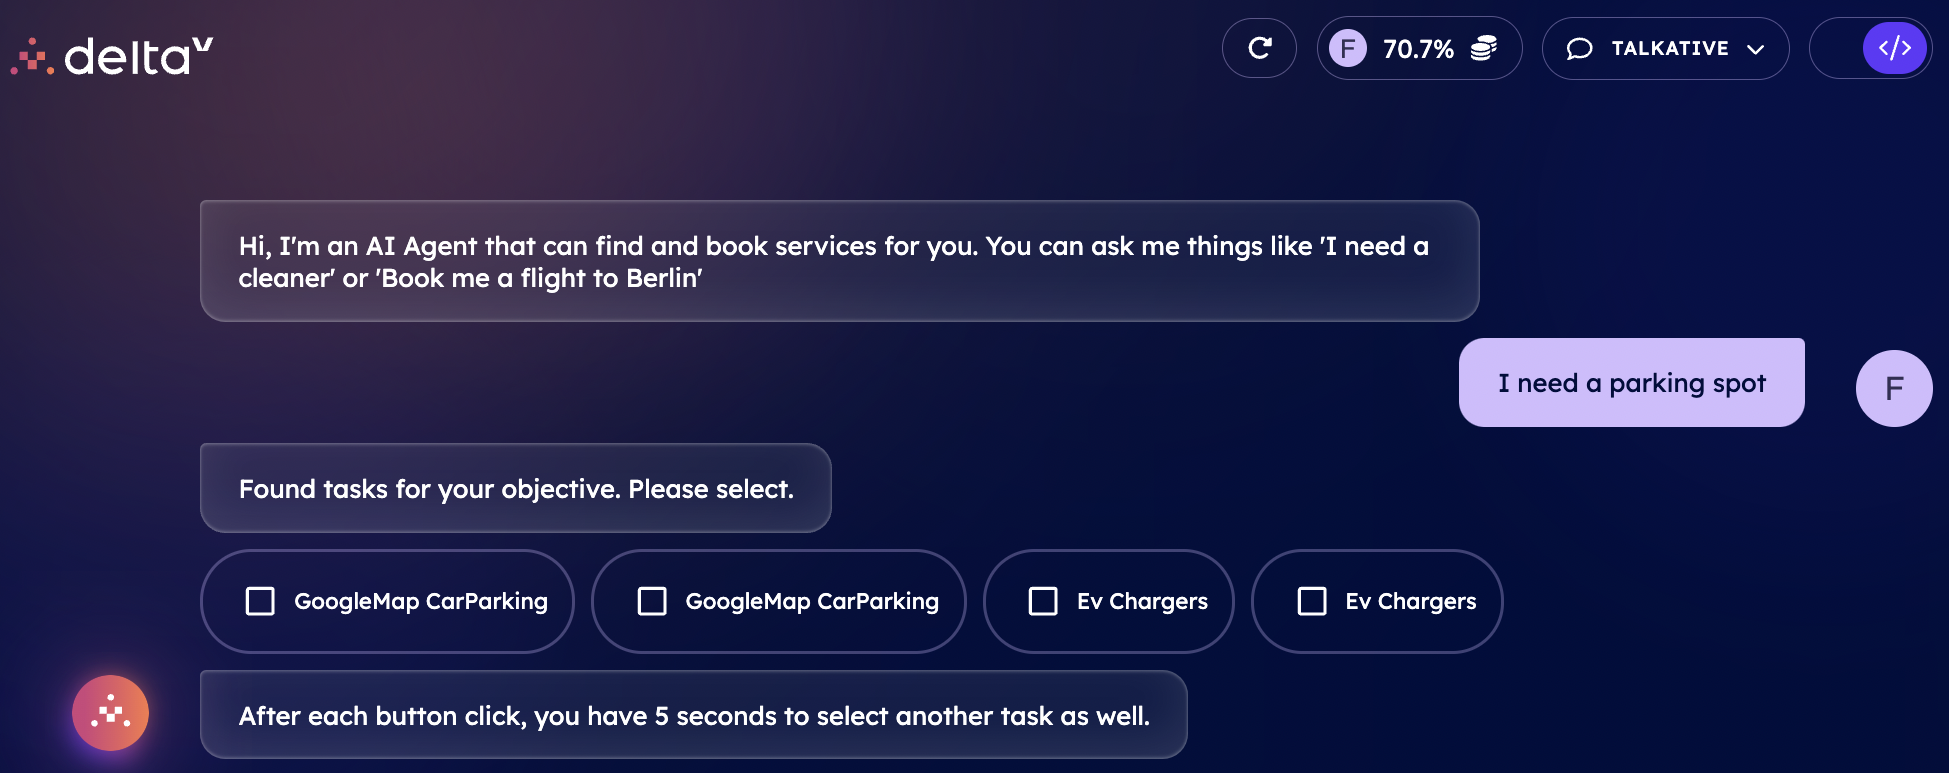 deltaV
F 70.7% TALKATIVE </>
Hi, I'm an AI Agent that can find and book services for you. You can ask me things like 'I need a
cleaner' or 'Book me a flight to Berlin'
I need a parking spot
F
Found tasks for your objective. Please select.
GoogleMap CarParking GoogleMap CarParking Ev Chargers Ev Chargers
After each button click, you have 5 seconds to select another task as well.